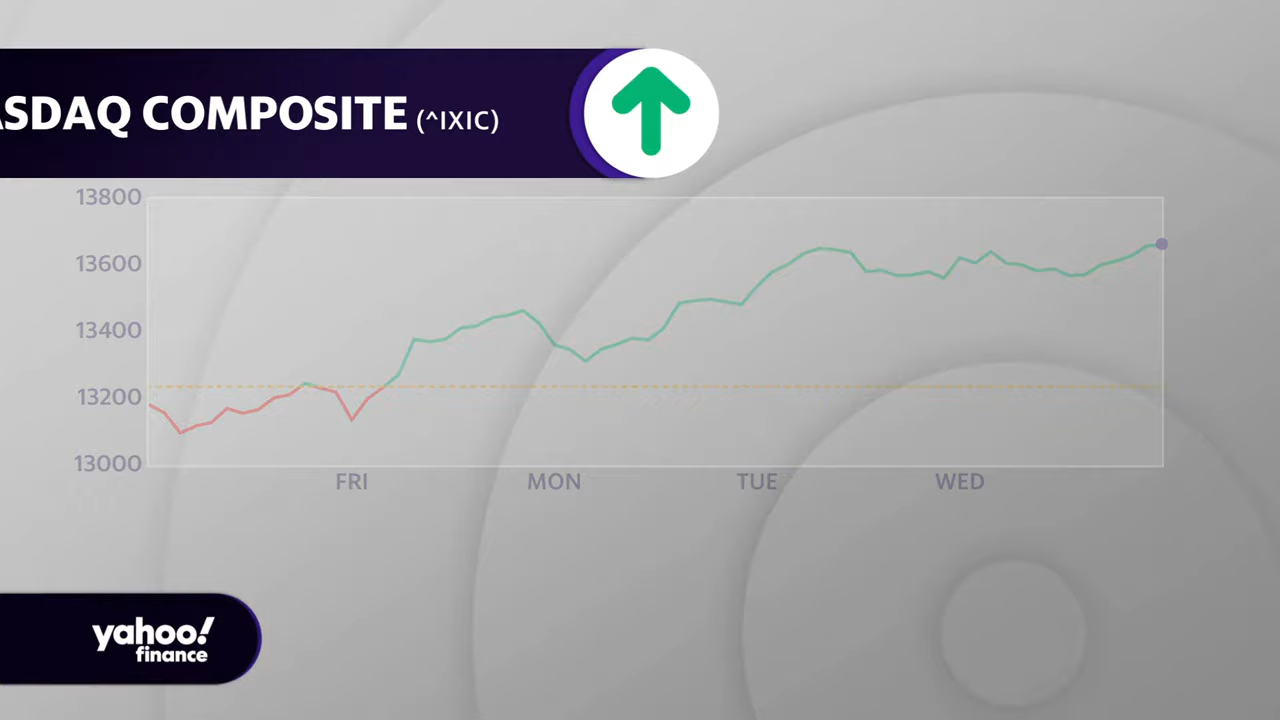 ASDAQ COMPOSITE (^IXIC)
13800
13600
13400
13200
13000
FRI MON TUE WED
yahoo!
finance